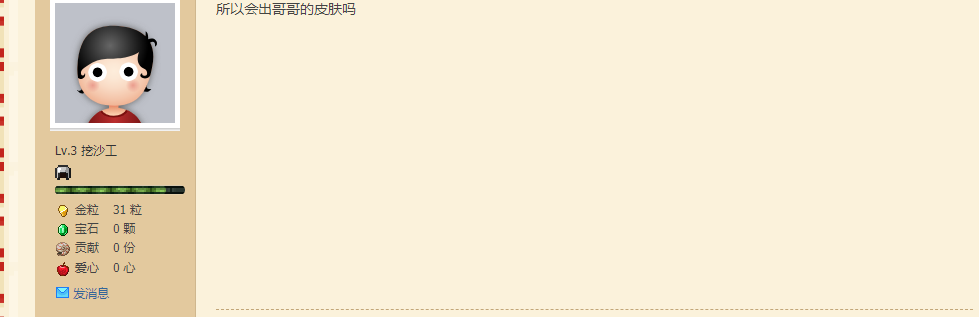 所以会出哥哥的皮肤吗
Lv.3 挖沙工
金粒 31 粒
宝石 0 颗
贡献 0 份
爱心 0 心
发消息